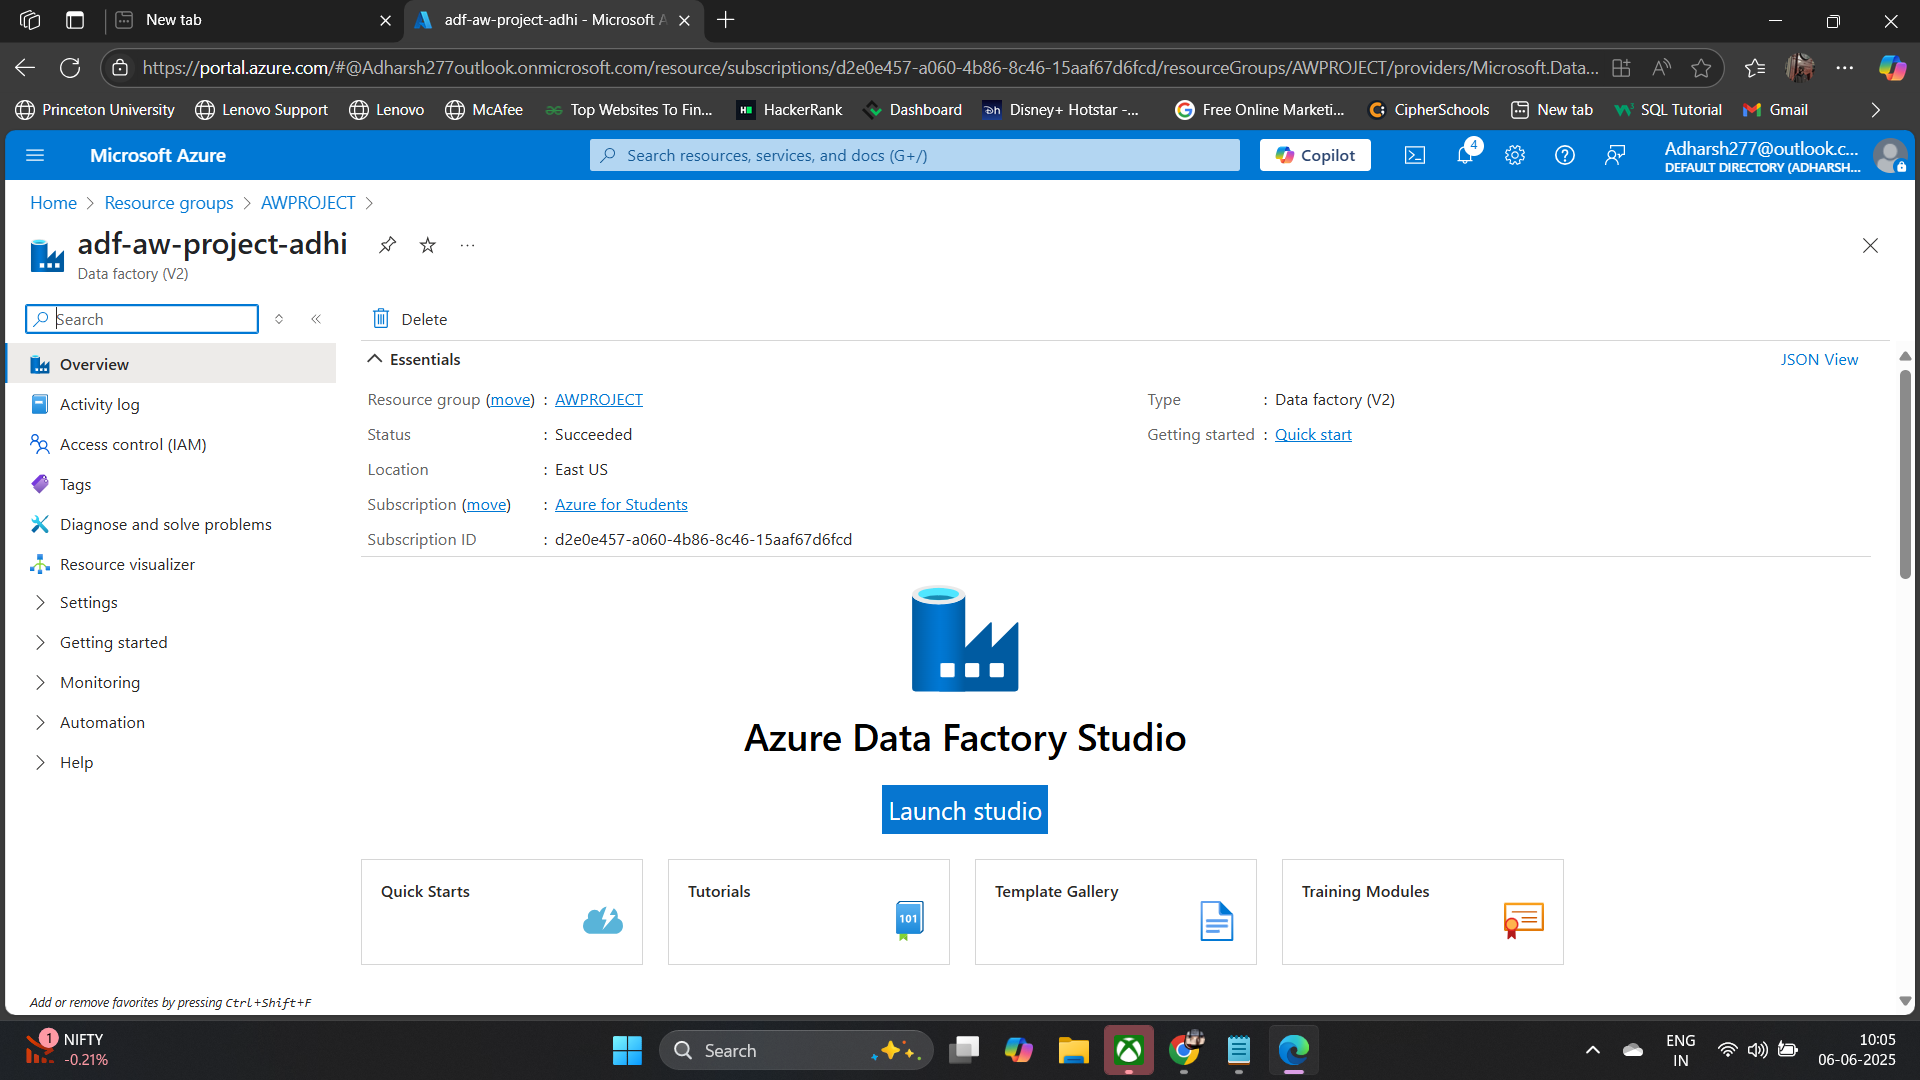 New tab
adf-aw-project-adhi - Microsoft A
https://portal.azure.com/#@Adharsh277outlook.onmicrosoft.com/resource/subscriptions/d2e0e457-a060-4b86-8c46-15aaf67d6fcd/resourceGroups/AWPROJECT/providers/Microsoft.Data...
Princeton University
Lenovo Support
Lenovo
McAfee
Top Websites To Fin...
HackerRank
Dashboard
Disney+ Hotstar -...
Free Online Marketi...
CipherSchools
New tab
SQL Tutorial
Gmail
Microsoft Azure
Search resources, services, and docs (G+/)
Copilot
4
Adharsh277@outlook.c...
DEFAULT DIRECTORY (ADHARSH...
Home > Resource groups > AWPROJECT >
adf-aw-project-adhi
Data factory (V2)
Search
Overview
Activity log
Access control (IAM)
Tags
Diagnose and solve problems
Resource visualizer
Settings
Getting started
Monitoring
Automation
Help
Add or remove favorites by pressing Ctrl+Shift+F
Delete
Essentials
JSON View
Resource group (move) : AWPROJECT
Status : Succeeded
Location : East US
Subscription (move) : Azure for Students
Subscription ID : d2e0e457-a060-4b86-8c46-15aaf67d6fcd
Type : Data factory (V2)
Getting started : Quick start
Azure Data Factory Studio
Launch studio
Quick Starts
Tutorials
101
Template Gallery
Training Modules
1
NIFTY
-0.21%
Search
ENG
IN
10:05
06-06-2025